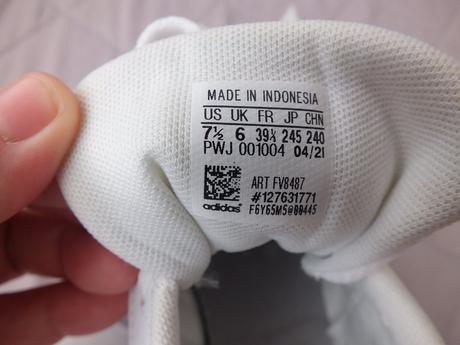 MADE IN INDONESIA
US UK FR JP CHN
7½ 6 39⅓ 245 240
PWJ 001004 04/21
ART FV8487
#127631771
adidas F6Y65M5@B0445